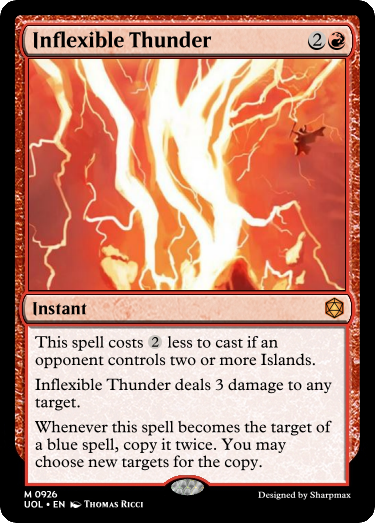 Inflexible Thunder 2
Instant
This spell costs 2 less to cast if an
opponent controls two or more Islands.
Inflexible Thunder deals 3 damage to any
target.
Whenever this spell becomes the target of
a blue spell, copy it twice. You may
choose new targets for the copy.
M 0926
UOL • EN Thomas Ricci
Designed by Sharpmax